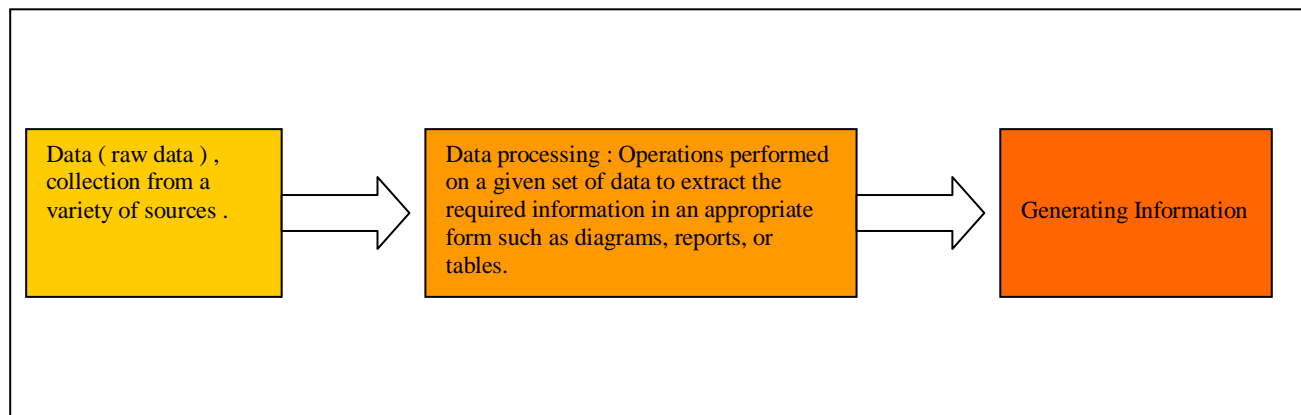 Data ( raw data ) ,
collection from a
variety of sources .
Data processing : Operations performed
on a given set of data to extract the
required information in an appropriate
form such as diagrams, reports, or
tables.
Generating Information